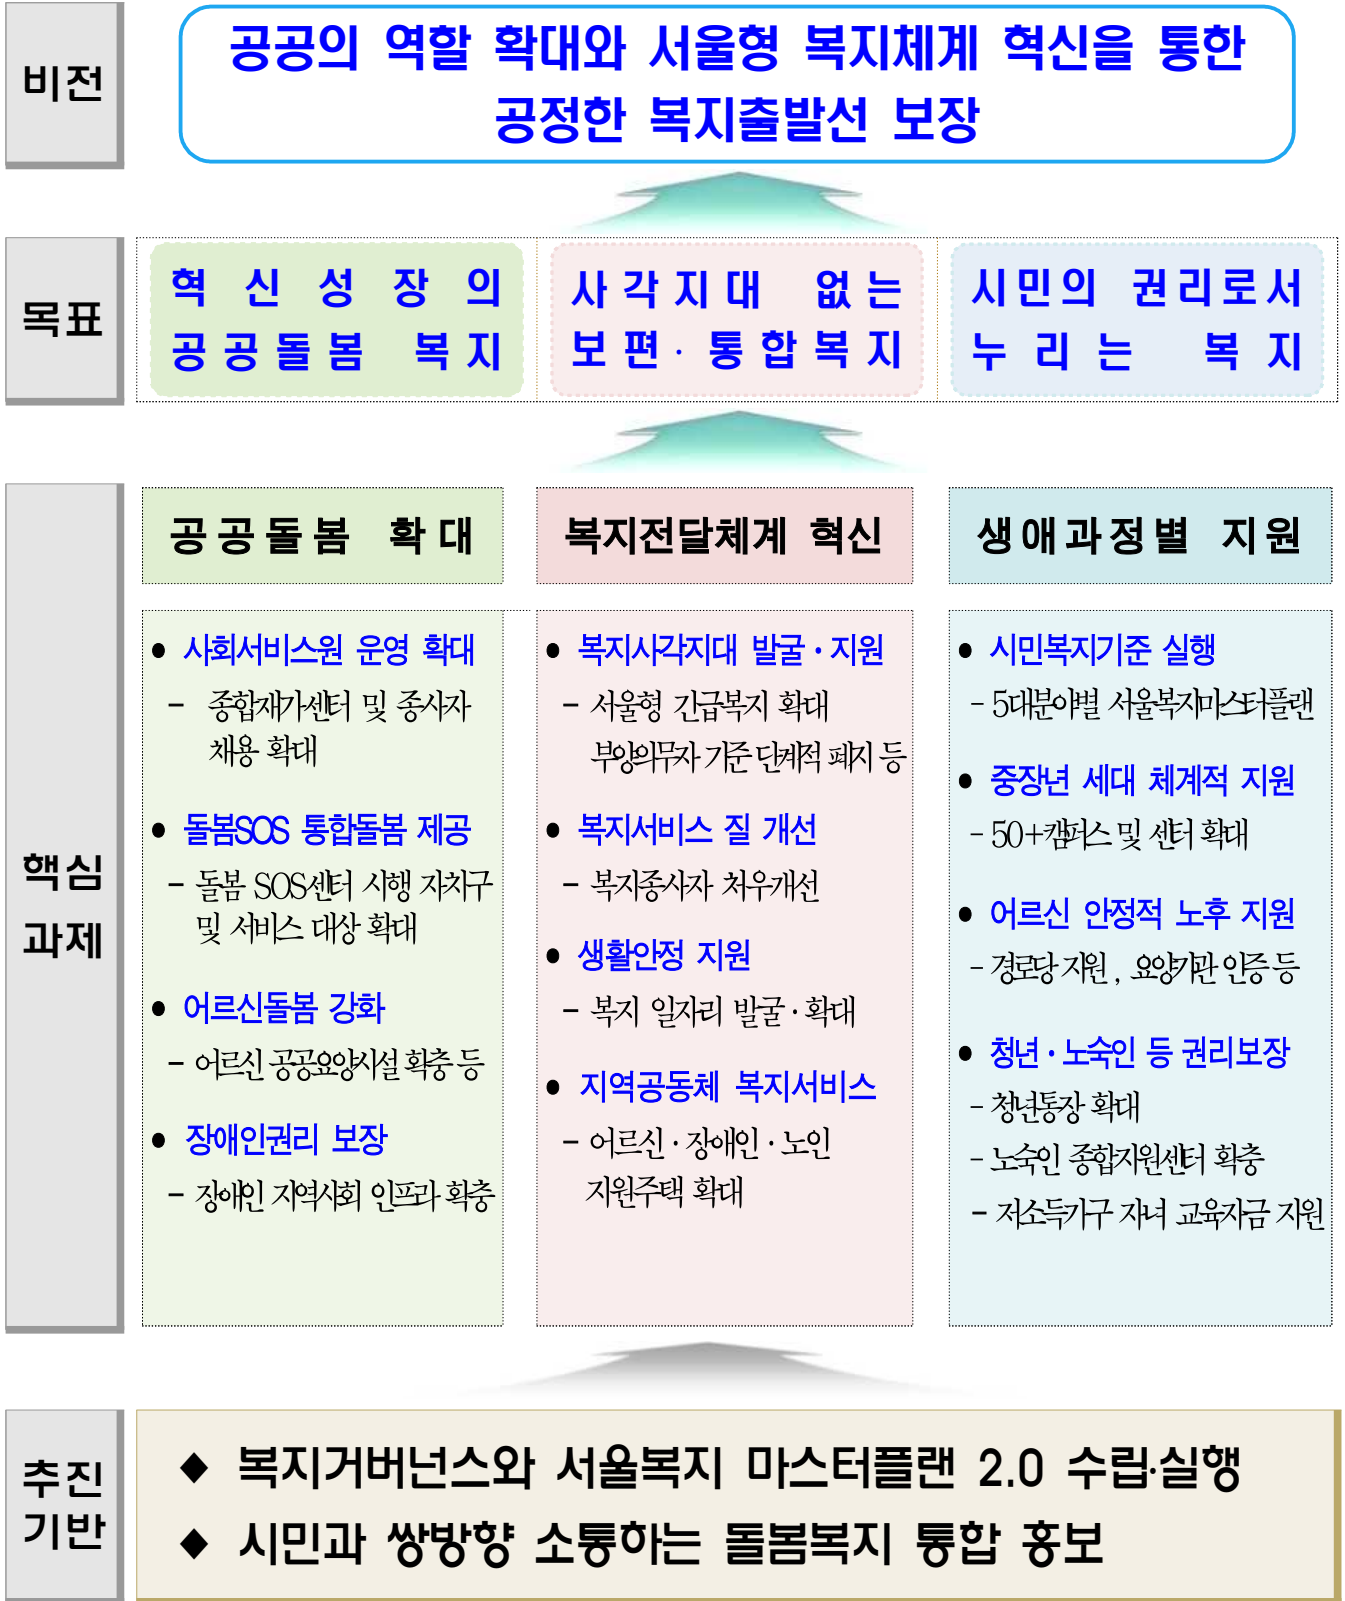 비전
공공의 역할 확대와 서울형 복지체계 혁신을 통한
공정한 복지출발선 보장
목표
혁신성장의
공공돌봄 복지
사각지대 없는
보편·통합복지
시민의 권리로서
누리는 복지
핵심
과제
공공돌봄 확대
● 사회서비스원 운영 확대
- 종합재가센터 및 종사자
채용 확대
● 돌봄SOS 통합돌봄 제공
- 돌봄 SOS센터 시행 자치구
및 서비스 대상 확대
● 어르신돌봄 강화
- 어르신 공공요양시설 확충 등
● 장애인권리 보장
- 장애인 지역사회 인프라 확충
복지전달체계 혁신
● 복지사각지대 발굴·지원
- 서울형 긴급복지 확대
부양의무자 기준 단계적 폐지 등
● 복지서비스 질 개선
- 복지종사자 처우개선
● 생활안정 지원
- 복지 일자리 발굴·확대
● 지역공동체 복지서비스
- 어르신·장애인·노인
지원주택 확대
생애과정별 지원
● 시민복지기준 실행
- 5대분야별 서울복지마스터플랜
● 중장년 세대 체계적 지원
- 50+캠퍼스 및 센터 확대
● 어르신 안정적 노후 지원
- 경로당 지원, 요양기관 인증 등
● 청년·노숙인 등 권리보장
- 청년통장 확대
- 노숙인 종합지원센터 확충
- 저소득가구 자녀 교육자금 지원
추진
기반
◆ 복지거버넌스와 서울복지 마스터플랜 2.0 수립·실행
◆ 시민과 쌍방향 소통하는 돌봄복지 통합 홍보